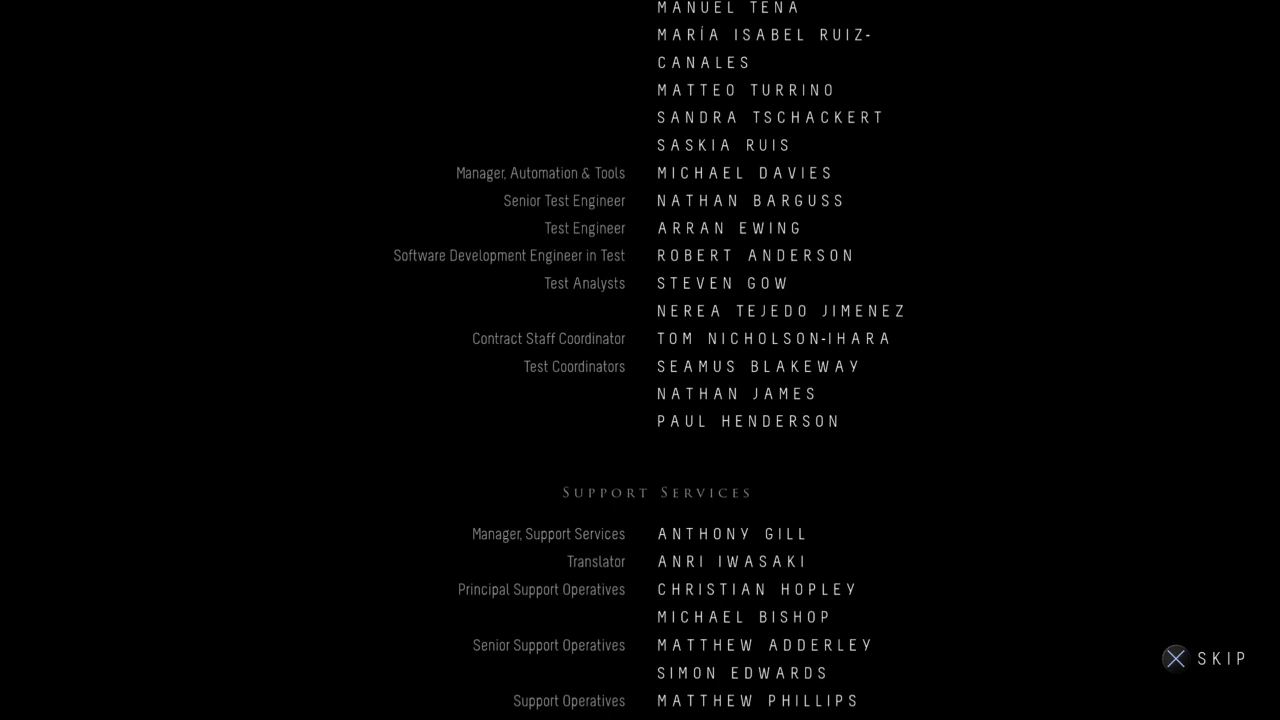 MANUEL TENA
MARÍA ISABEL RUIZ-
CANALES
MATTEO TURRINO
SANDRA TSCHACKERT
SASKIA RUIS
Manager, Automation & Tools MICHAEL DAVIES
Senior Test Engineer NATHAN BARGUSS
Test Engineer ARRAN EWING
Software Development Engineer in Test ROBERT ANDERSON
Test Analysts STEVEN GOW
NEREA TEJEDO JIMENEZ
Contract Staff Coordinator TOM NICHOLSON-IHARA
Test Coordinators SEAMUS BLAKEWAY
NATHAN JAMES
PAUL HENDERSON
SUPPORT SERVICES
Manager, Support Services ANTHONY GILL
Translator ANRI IWASAKI
Principal Support Operatives CHRISTIAN HOPLEY
MICHAEL BISHOP
Senior Support Operatives MATTHEW ADDERLEY
SIMON EDWARDS
SKIP
Support Operatives MATTHEW PHILLIPS